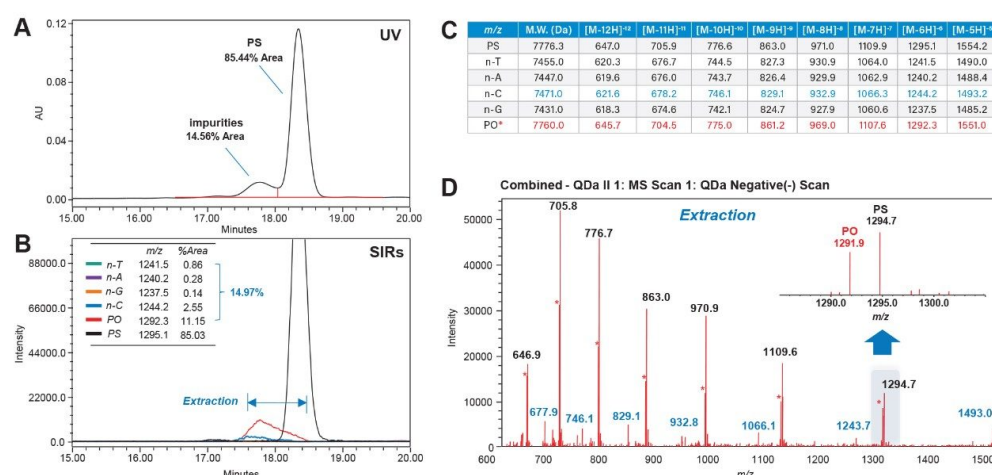 A
UV
0.12
0.08
0.04
0.00
AU
PS
85.44% Area
impurities
14.56% Area
15.00 16.00 17.00 18.00 19.00 20.00
Minutes
B
SIRs
88000.0
66000.0
44000.0
22000.0
0.0
Intensity
m/z %Area
n-T 1241.5 0.86
n-A 1240.2 0.28
n-G 1237.5 0.14
n-C 1244.2 2.55
PO 1292.3 11.15
PS 1295.1 85.03
14.97%
Extraction
15.00 16.00 17.00 18.00 19.00 20.00
Minutes
C
m/z M.W. (Da) [M-12H]-12 [M-11H]-11 [M-10H]-10 [M-9H]-9 [M-8H]-8 [M-7H]-7 [M-6H]-6 [M-5H]-5
PS 7776.3 647.0 705.9 776.6 863.0 971.0 1109.9 1295.1 1554.2
n-T 7455.0 620.3 676.7 744.5 827.3 930.9 1064.0 1241.5 1490.0
n-A 7447.0 619.6 676.0 743.7 826.4 929.9 1062.9 1240.2 1488.4
n-C 7471.0 621.6 678.2 746.1 829.1 932.9 1066.3 1244.2 1493.2
n-G 7431.0 618.3 674.6 742.1 824.7 927.9 1060.6 1237.5 1485.2
PO* 7760.0 645.7 704.5 775.0 861.2 969.0 1107.6 1292.3 1551.0
D
Combined - QDa II 1: MS Scan 1: QDa Negative(-) Scan
50000
40000
30000
20000
10000
0
Intensity
Extraction
705.8
776.7
863.0
970.9
646.9
1109.6
1294.7
* * * * * * *
677.9
746.1
829.1
932.8
1066.1
1243.7
1493.0
PS
1294.7
PO
1291.9
1290.0 1295.0 1300.0
m/z
600 700 800 900 1000 1100 1200 1300 1400
m/z